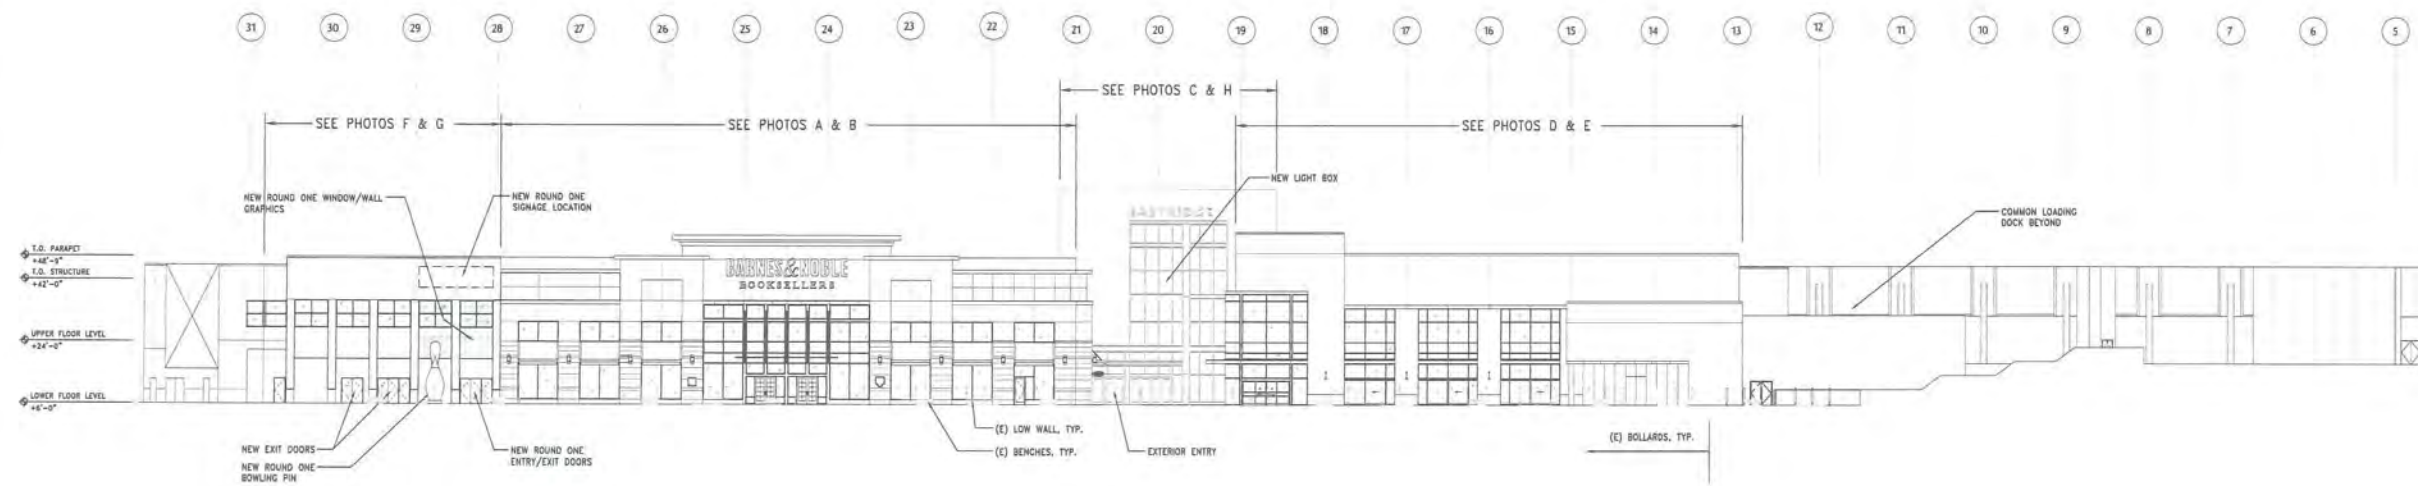 31 30 29 28 27 26 25 24 23 22 21 20 19 18 17 16 15 14 13 12 11 10 9 8 7 6 5
SEE PHOTOS C & H
SEE PHOTOS F & G
SEE PHOTOS A & B
SEE PHOTOS D & E
NEW LIGHT BOX
NEW ROUND ONE WINDOW/WALL
GRAPHICS
NEW ROUND ONE
SIGNAGE LOCATION
EASTRIDGE
COMMON LOADING
DOCK BEYOND
T.O. PARAPET
+48'-9"
T.O. STRUCTURE
+42'-0"
BARNES & NOBLE
BOOKSELLERS
UPPER FLOOR LEVEL
+24'-0"
LOWER FLOOR LEVEL
+6'-0"
(E) LOW WALL, TYP.
(E) BENCHES, TYP.
EXTERIOR ENTRY
(E) BOLLARDS, TYP.
NEW EXIT DOORS
NEW ROUND ONE
BOWLING PIN
NEW ROUND ONE
ENTRY/EXIT DOORS